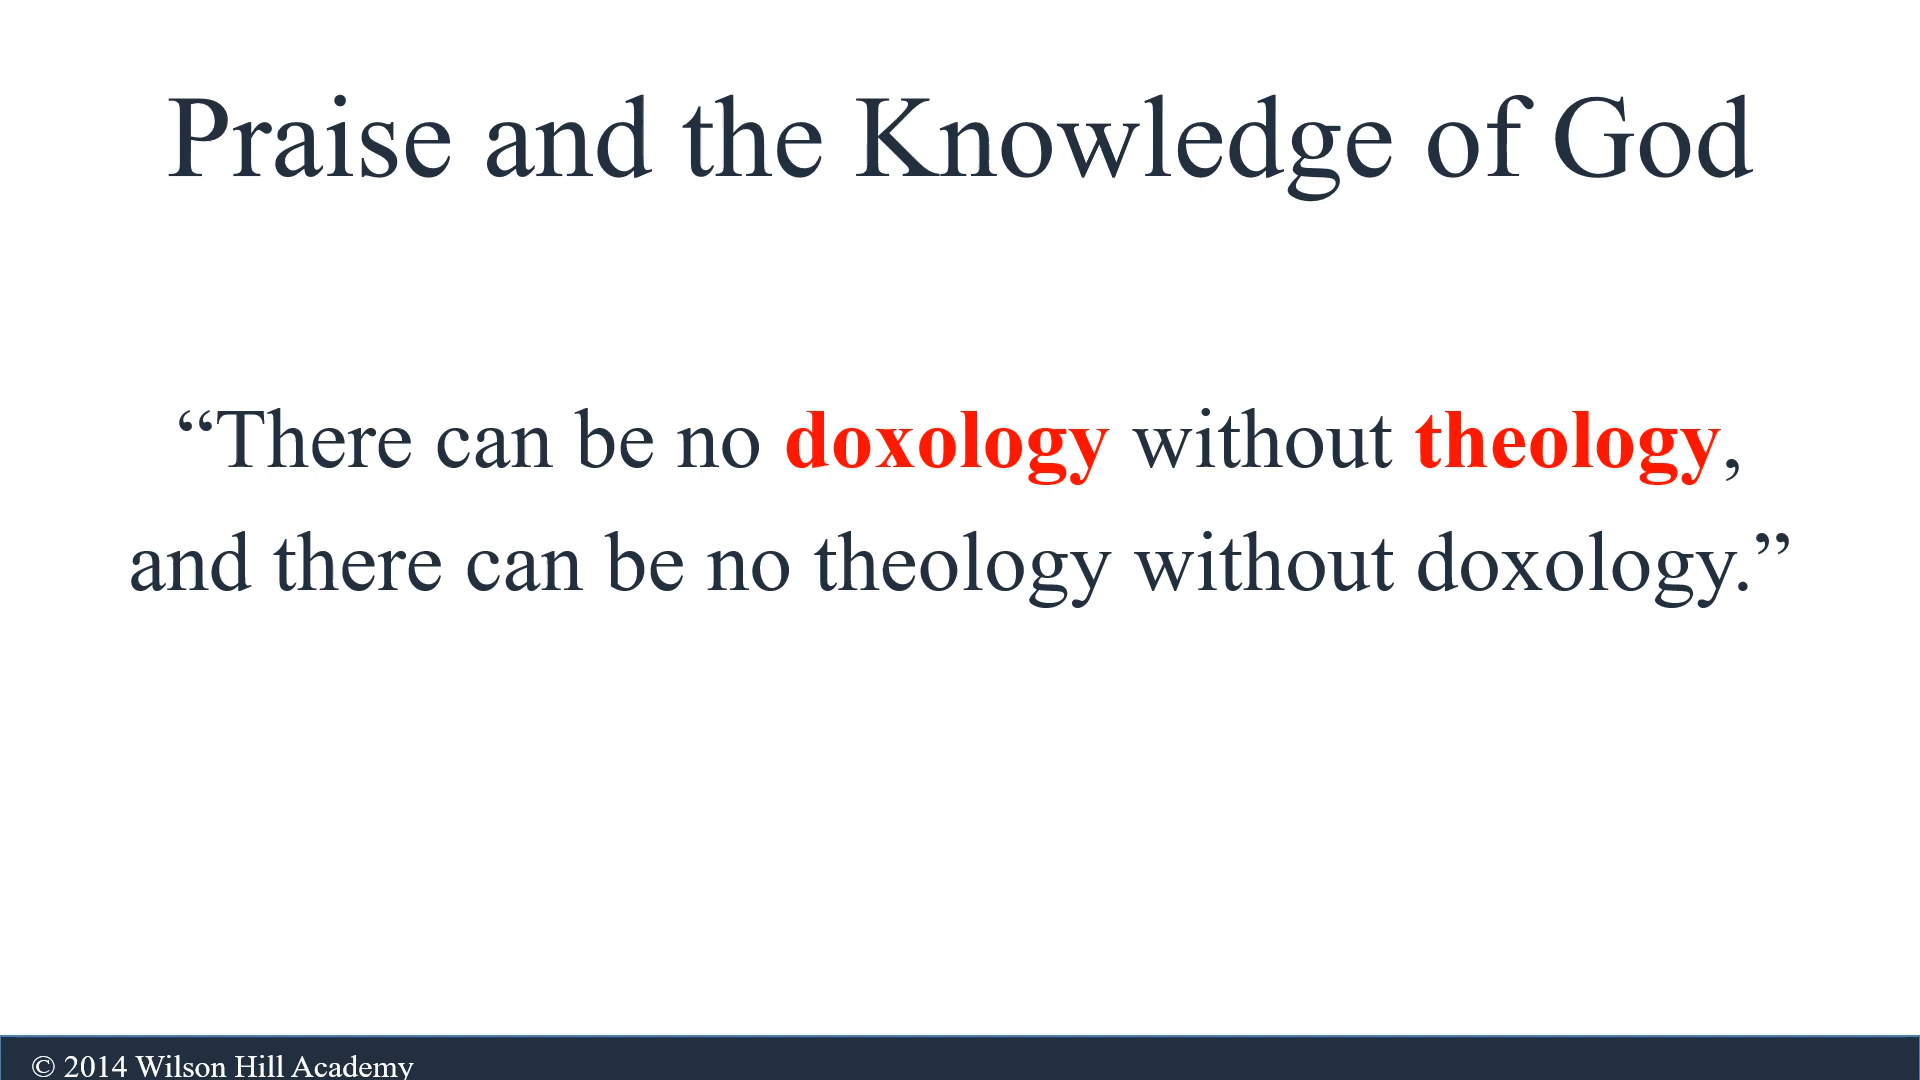 Praise and the Knowledge of God
“There can be no doxology without theology,
and there can be no theology without doxology.”
© 2014 Wilson Hill Academy